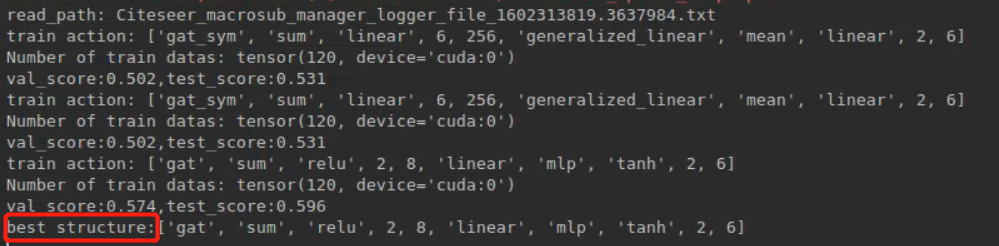 read_path: Citeseer_macrosub_manager_logger_file_1602313819.3637984.txt
train action: ['gat_sym', 'sum', 'linear', 6, 256, 'generalized_linear', 'mean', 'linear', 2, 6]
Number of train datas: tensor(120, device='cuda:0')
val_score:0.502,test_score:0.531
train action: ['gat_sym', 'sum', 'linear', 6, 256, 'generalized_linear', 'mean', 'linear', 2, 6]
Number of train datas: tensor(120, device='cuda:0')
val_score:0.502,test_score:0.531
train action: ['gat', 'sum', 'relu', 2, 8, 'linear', 'mlp', 'tanh', 2, 6]
Number of train datas: tensor(120, device='cuda:0')
val_score:0.574,test_score:0.596
best structure:['gat', 'sum', 'relu', 2, 8, 'linear', 'mlp', 'tanh', 2, 6]